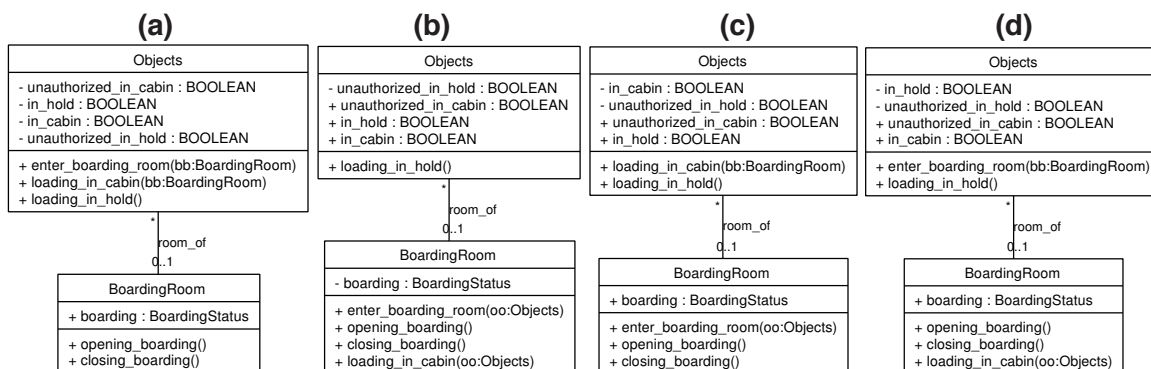 (a)
Objects
- unauthorized_in_cabin : BOOLEAN
- in_hold : BOOLEAN
- in_cabin : BOOLEAN
- unauthorized_in_hold : BOOLEAN
+ enter_boarding_room(bb:BoardingRoom)
+ loading_in_cabin(bb:BoardingRoom)
+ loading_in_hold()
*
room_of
0..1
BoardingRoom
+ boarding : BoardingStatus
+ opening_boarding()
+ closing_boarding()
(b)
Objects
- unauthorized_in_hold : BOOLEAN
+ unauthorized_in_cabin : BOOLEAN
+ in_hold : BOOLEAN
+ in_cabin : BOOLEAN
+ loading_in_hold()
*
room_of
0..1
BoardingRoom
- boarding : BoardingStatus
+ enter_boarding_room(oo:Objects)
+ opening_boarding()
+ closing_boarding()
+ loading_in_cabin(oo:Objects)
(c)
Objects
- in_cabin : BOOLEAN
- unauthorized_in_hold : BOOLEAN
+ unauthorized_in_cabin : BOOLEAN
+ in_hold : BOOLEAN
+ loading_in_cabin(bb:BoardingRoom)
+ loading_in_hold()
*
room_of
0..1
BoardingRoom
+ boarding : BoardingStatus
+ enter_boarding_room(oo:Objects)
+ opening_boarding()
+ closing_boarding()
(d)
Objects
- in_hold : BOOLEAN
- unauthorized_in_hold : BOOLEAN
+ unauthorized_in_cabin : BOOLEAN
+ in_cabin : BOOLEAN
+ enter_boarding_room(bb:BoardingRoom)
+ loading_in_hold()
*
room_of
0..1
BoardingRoom
+ boarding : BoardingStatus
+ opening_boarding()
+ closing_boarding()
+ loading_in_cabin(oo:Objects)